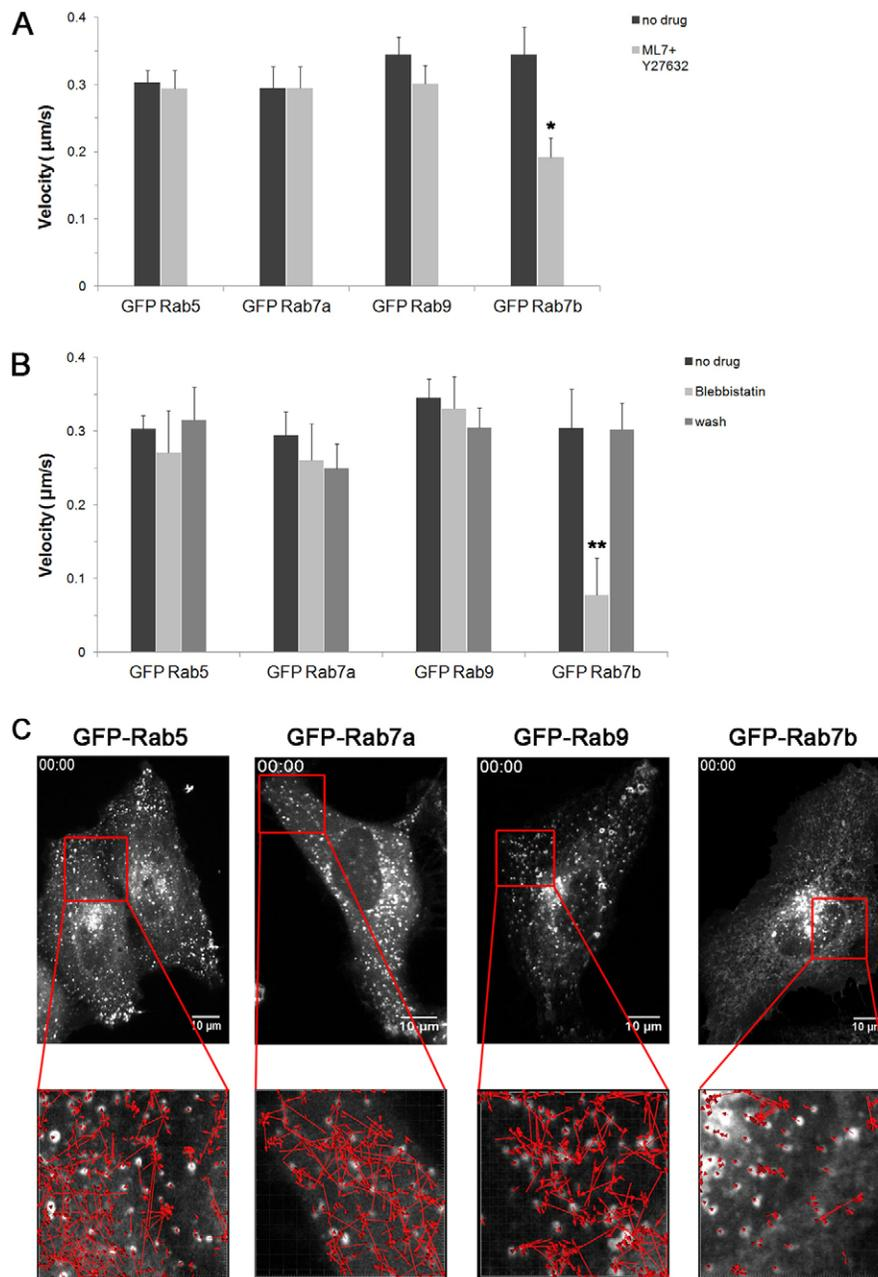 A
0.4
0.3
0.2
0.1
0
Velocity ( µm/s)
GFP Rab5
GFP Rab7a
GFP Rab9
GFP Rab7b
*
no drug
ML7+
Y27632
B
0.4
0.3
0.2
0.1
0
Velocity ( µm/s)
GFP Rab5
GFP Rab7a
GFP Rab9
GFP Rab7b
**
no drug
Blebbistatin
wash
C
GFP-Rab5
GFP-Rab7a
GFP-Rab9
GFP-Rab7b
00:00
00:00
00:00
00:00
10 µm
10 µm
10 µm
10 µm